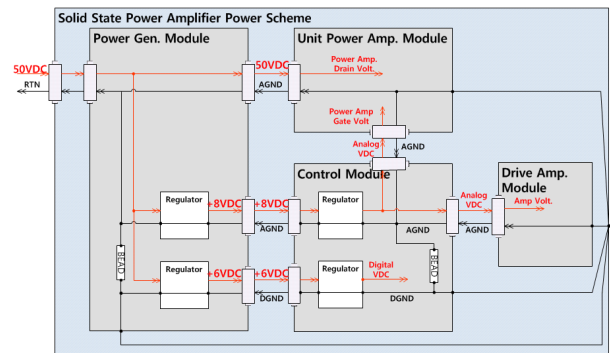 Solid State Power Amplifier Power Scheme
Power Gen. Module
Unit Power Amp. Module
50VDC
RTN
50VDC
AGND
Power Amp.
Drain Volt.
Power Amp
Gate Volt
AGND
Analog
VDC
Control Module
Drive Amp.
Module
Regulator
+8VDC
+8VDC
AGND
Regulator
AGND
Analog
VDC
AGND
Amp Volt.
BEAD
BEAD
Regulator
+6VDC
+6VDC
DGND
Regulator
Digital
VDC
DGND